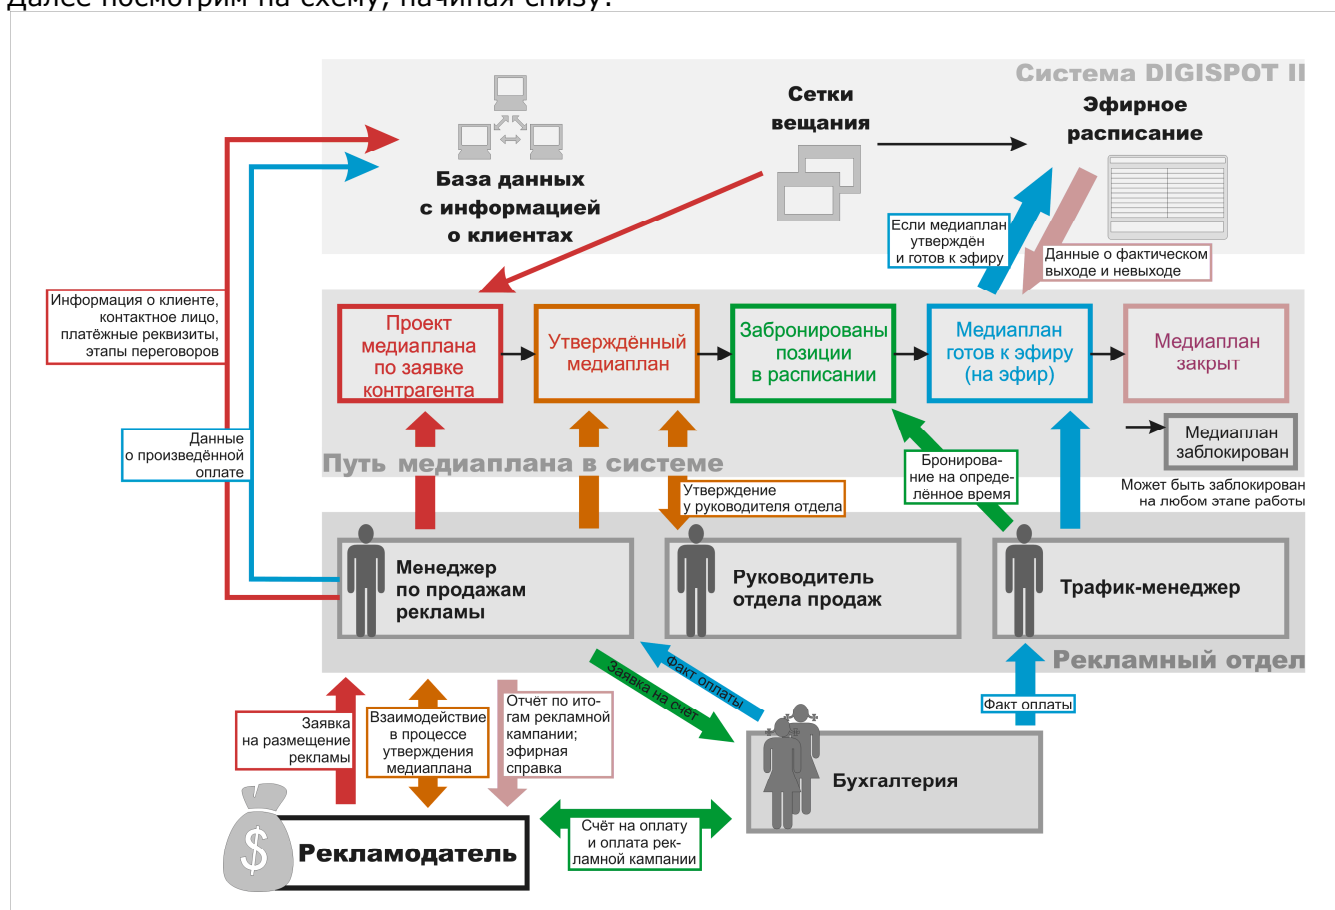 Далее посмотрим на схему, начиная снизу:
Система DIGISPOT II
Сетки
вещания
Эфирное
расписание
База данных
с информацией
о клиентах
Если медиаплан
утверждён
и готов к эфиру
Данные о фактическом
выходе и невыходе
Информация о клиенте,
контактное лицо,
платёжные реквизиты,
этапы переговоров
Проект
медиаплана
по заявке
контрагента
Утверждённый
медиаплан
Забронированы
позиции
в расписании
Медиаплан
готов к эфиру
(на эфир)
Медиаплан
закрыт
Медиаплан
заблокирован
Может быть заблокирован
на любом этапе работы
Данные
о произведённой
оплате
Путь медиаплана в системе
Утверждение
у руководителя отдела
Бронирова-
ние на опреде-
лённое время
Менеджер
по продажам
рекламы
Руководитель
отдела продаж
Трафик-менеджер
Рекламный отдел
Заявка на счёт
Факт оплаты
Факт оплаты
Заявка
на размещение
рекламы
Взаимодействие
в процессе
утверждения
медиаплана
Отчёт по ито-
гам рекламной
кампании;
эфирная
справка
Бухгалтерия
Счёт на оплату
и оплата рек-
ламной кампании
$
Рекламодатель